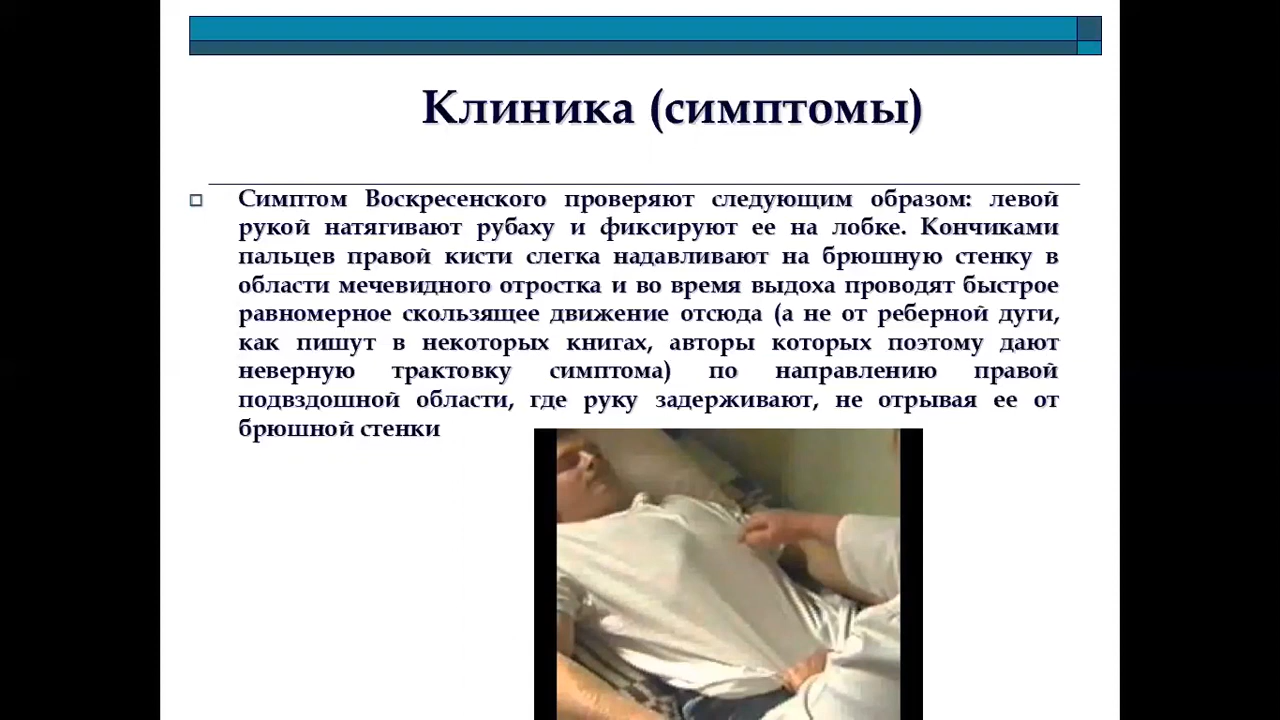 Клиника (симптомы)
Симптом Воскресенского проверяют следующим образом: левой
рукой натягивают рубаху и фиксируют ее на лобке. Кончиками
пальцев правой кисти слегка надавливают на брюшную стенку в
области мечевидного отростка и во время выдоха проводят быстрое
равномерное скользящее движение отсюда (а не от реберной дуги,
как пишут в некоторых книгах, авторы которых поэтому дают
неверную трактовку симптома) по направлению правой
подвздошной области, где руку задерживают, не отрывая ее от
брюшной стенки